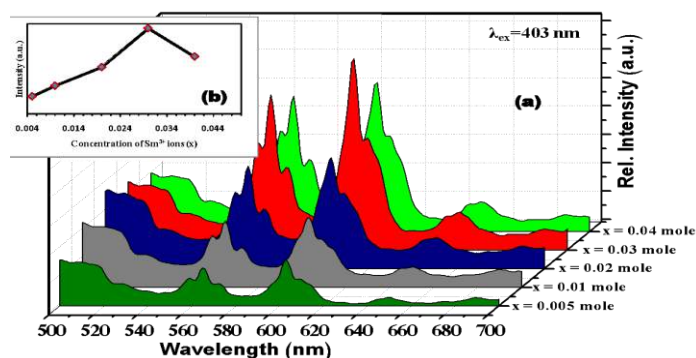 λex=403 nm
(a)
Rel. Intensity (a.u.)
Intensity (a.u.)
(b)
0.004 0.014 0.024 0.034 0.044
Concentration of Sm³⁺ ions (x)
x = 0.04 mole
x = 0.03 mole
x = 0.02 mole
x = 0.01 mole
x = 0.005 mole
500 520 540 560 580 600 620 640 660 680 700
Wavelength (nm)